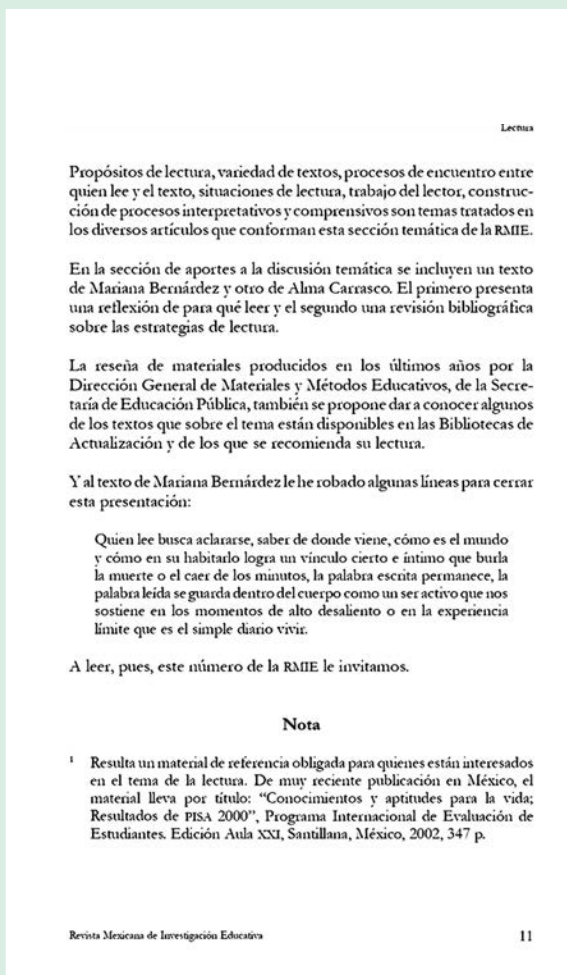 Lectura
Propósitos de lectura, variedad de textos, procesos de encuentro entre
quien lee y el texto, situaciones de lectura, trabajo del lector, construc-
ción de procesos interpretativos y comprensivos son temas tratados en
los diversos artículos que conforman esta sección temática de la RMIE.
En la sección de aportes a la discusión temática se incluyen un texto
de Mariana Bernárdez y otro de Alma Carrasco. El primero presenta
una reflexión de para qué leer y el segundo una revisión bibliográfica
sobre las estrategias de lectura.
La reseña de materiales producidos en los últimos años por la
Dirección General de Materiales y Métodos Educativos, de la Secre-
taría de Educación Pública, también se propone dar a conocer algunos
de los textos que sobre el tema están disponibles en las Bibliotecas de
Actualización y de los que se recomienda su lectura.
Y al texto de Mariana Bernárdez le he robado algunas líneas para cerrar
esta presentación:
Quien lee busca aclararse, saber de donde viene, cómo es el mundo
y cómo en su habitarlo logra un vínculo cierto e íntimo que burla
la muerte o el caer de los minutos, la palabra escrita permanece, la
palabra leída se guarda dentro del cuerpo como un ser activo que nos
sostiene en los momentos de alto desaliento o en la experiencia
límite que es el simple diario vivir.
A leer, pues, este número de la RMIE le invitamos.
Nota
1 Resulta un material de referencia obligada para quienes están interesados
en el tema de la lectura. De muy reciente publicación en México, el
material lleva por título: “Conocimientos y aptitudes para la vida;
Resultados de PISA 2000”, Programa Internacional de Evaluación de
Estudiantes. Edición Aula XXI, Santillana, México, 2002, 347 p.
Revista Mexicana de Investigación Educativa 11